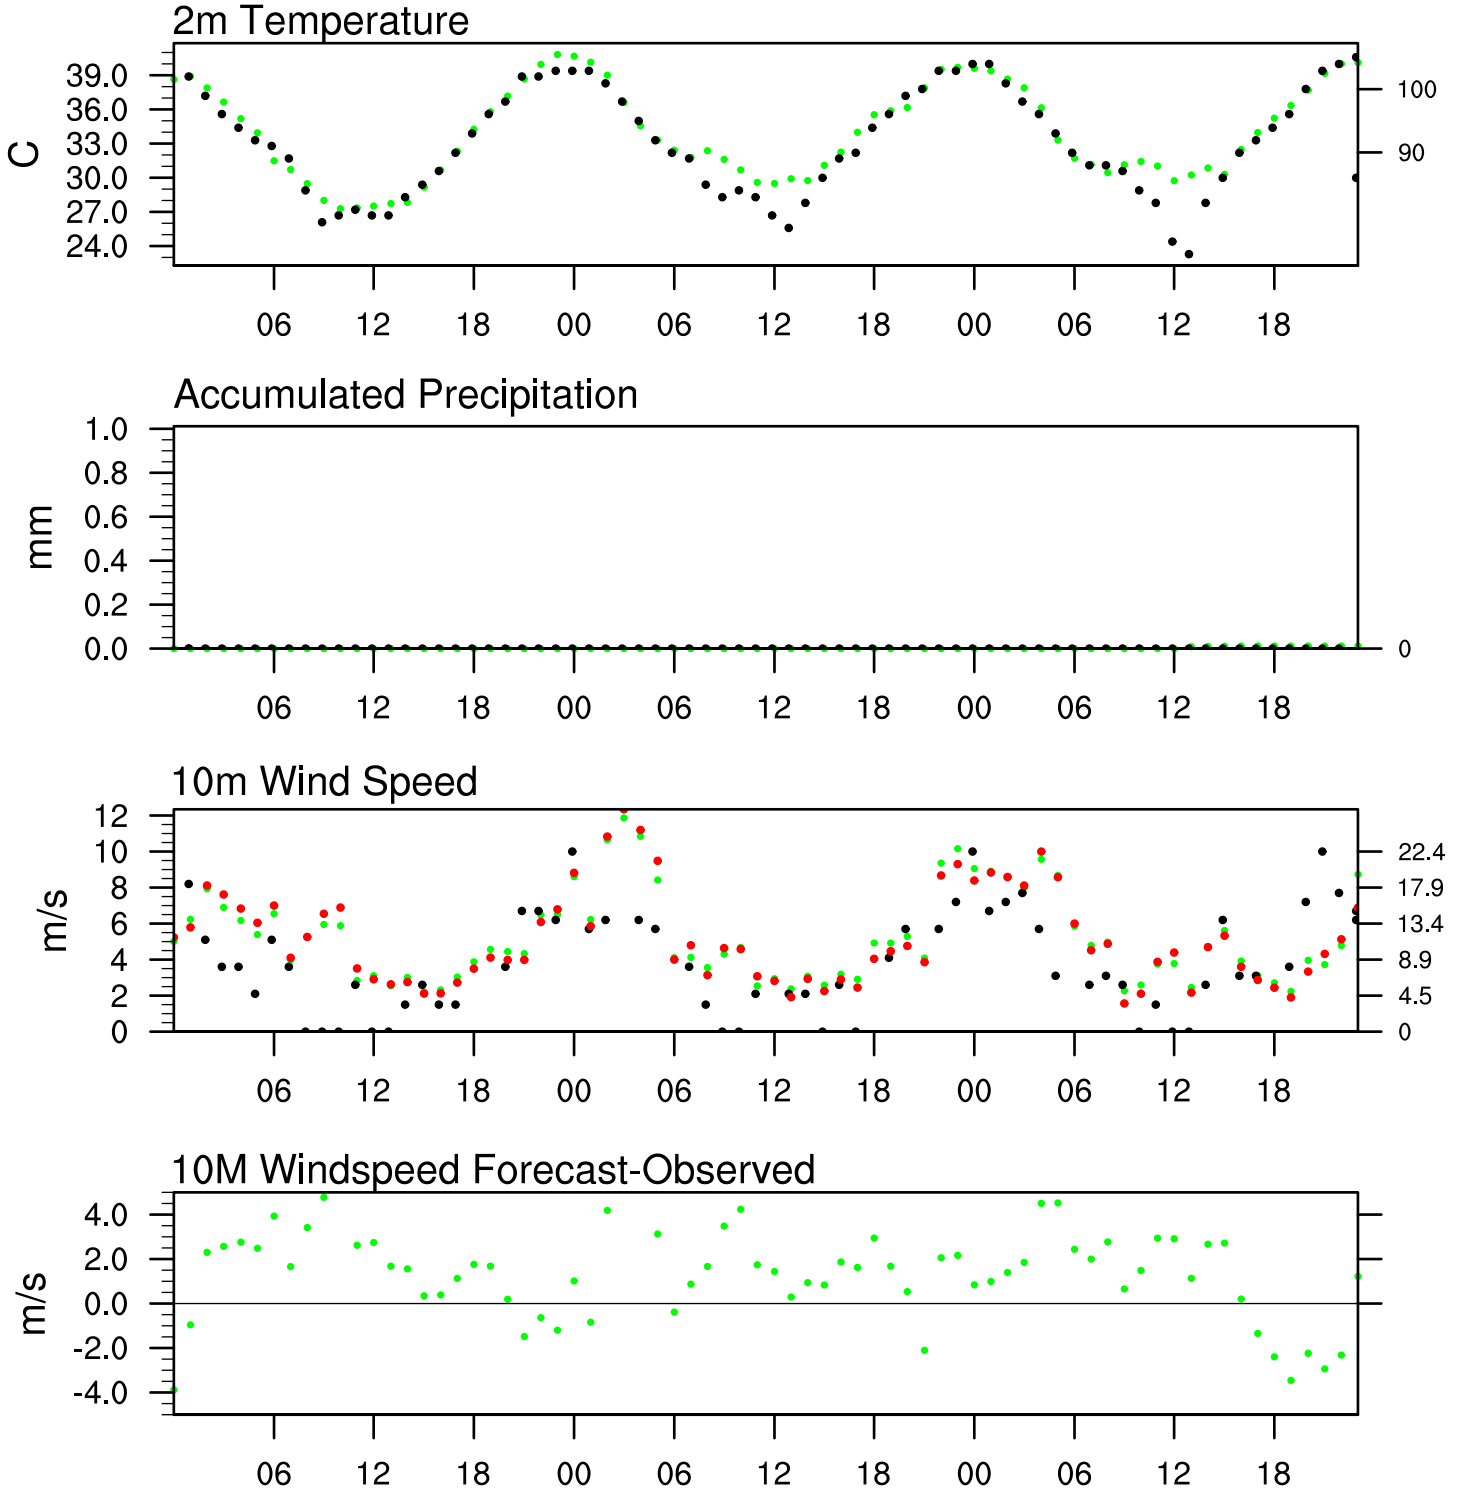 2m Temperature
39.0
36.0
33.0
30.0
27.0
24.0
C
100
90
06 12 18 00 06 12 18 00 06 12 18
Accumulated Precipitation
1.0
0.8
0.6
0.4
0.2
0.0
mm
0
06 12 18 00 06 12 18 00 06 12 18
10m Wind Speed
12
10
8
6
4
2
0
m/s
22.4
17.9
13.4
8.9
4.5
0
06 12 18 00 06 12 18 00 06 12 18
10M Windspeed Forecast-Observed
4.0
2.0
0.0
-2.0
-4.0
m/s
06 12 18 00 06 12 18 00 06 12 18